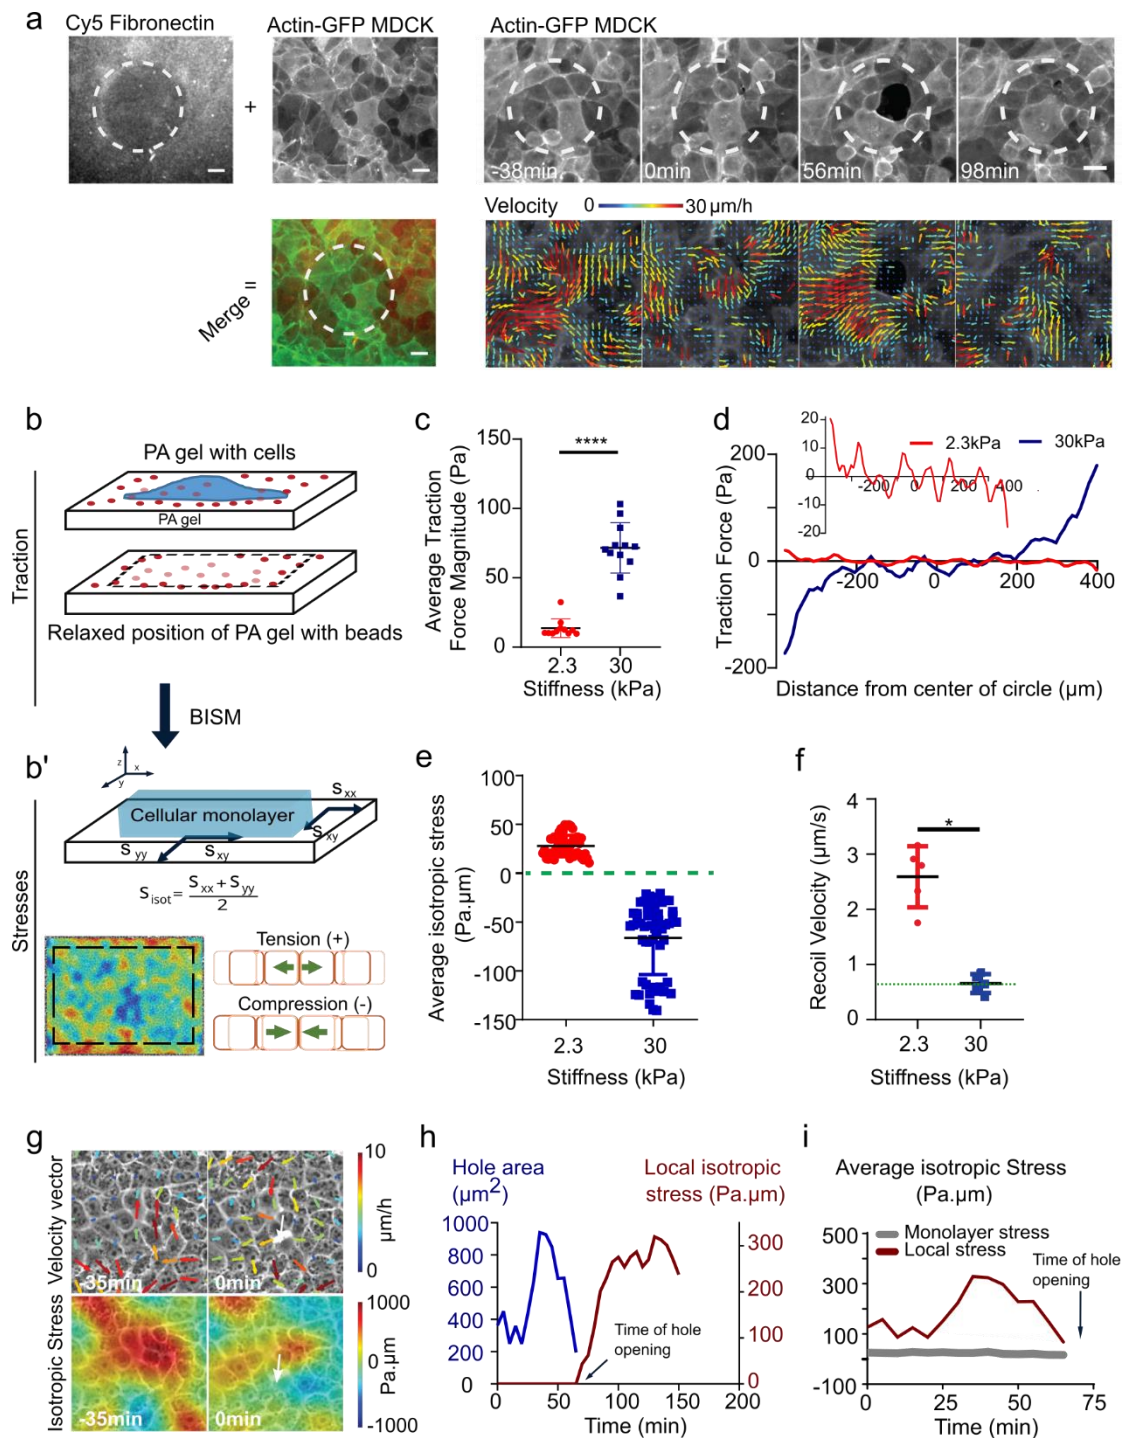 a
Cy5 Fibronectin
Actin-GFP MDCK
Actin-GFP MDCK
+
-38min
0min
56min
98min
Velocity 0 30 µm/h
Merge =
b
PA gel with cells
PA gel
Relaxed position of PA gel with beads
Traction
BISM
c
Average Traction
Force Magnitude (Pa)
150
100
50
0
****
2.3
30
Stiffness (kPa)
d
Traction Force (Pa)
200
0
-200
20
10
0
-10
-20
-200
0
200
400
2.3kPa
30kPa
-200
0
200
400
Distance from center of circle (µm)
b'
z
x
y
Cellular monolayer
S xx
S xy
S yy
S xy
S isot = S xx + S yy
2
Stresses
Tension (+)
Compression (-)
e
Average isotropic stress
(Pa.µm)
100
50
0
-50
-100
-150
2.3
30
Stiffness (kPa)
f
Recoil Velocity (µm/s)
4
3
2
1
0
*
2.3
30
Stiffness (kPa)
g
Velocity vector
-35min
0min
10
µm/h
0
Isotropic Stress
-35min
0min
1000
0
Pa.µm
-1000
h
Hole area
(µm²)
Local isotropic
stress (Pa.µm)
1000
800
600
400
200
0
300
200
100
0
Time of hole
opening
0
50
100
150
200
Time (min)
i
Average isotropic Stress
(Pa.µm)
500
300
100
-100
Monolayer stress
Local stress
Time of hole
opening
0
25
50
75
Time (min)